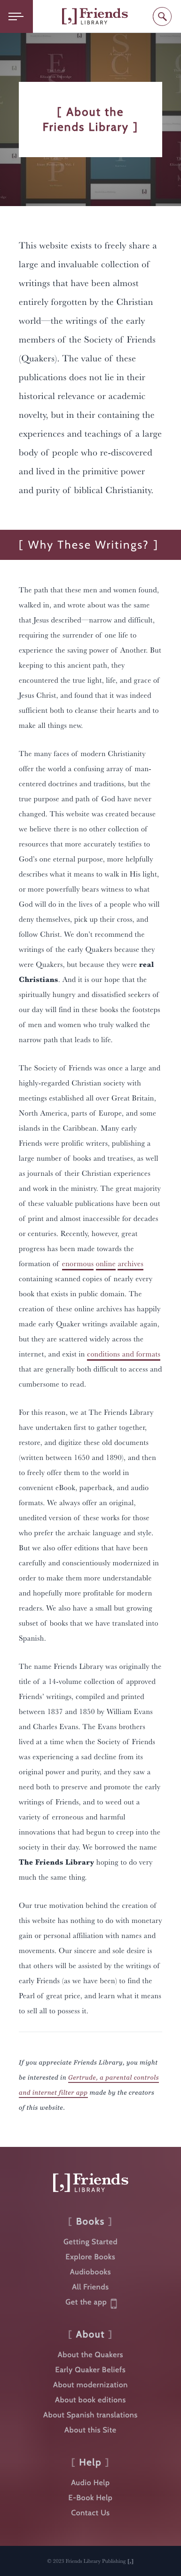 [,] Friends
LIBRARY
[ About the
Friends Library ]
This website exists to freely share a
large and invaluable collection of
writings that have been almost
entirely forgotten by the Christian
world—the writings of the early
members of the Society of Friends
(Quakers). The value of these
publications does not lie in their
historical relevance or academic
novelty, but in their containing the
experiences and teachings of a large
body of people who re-discovered
and lived in the primitive power
and purity of biblical Christianity.
[ Why These Writings? ]
The path that these men and women found,
walked in, and wrote about was the same
that Jesus described—narrow and difficult,
requiring the surrender of one life to
experience the saving power of Another. But
keeping to this ancient path, they
encountered the true light, life, and grace of
Jesus Christ, and found that it was indeed
sufficient both to cleanse their hearts and to
make all things new.
The many faces of modern Christianity
offer the world a confusing array of man-
centered doctrines and traditions, but the
true purpose and path of God have never
changed. This website was created because
we believe there is no other collection of
resources that more accurately testifies to
God's one eternal purpose, more helpfully
describes what it means to walk in His light,
or more powerfully bears witness to what
God will do in the lives of a people who will
deny themselves, pick up their cross, and
follow Christ. We don't recommend the
writings of the early Quakers because they
were Quakers, but because they were real
Christians. And it is our hope that the
spiritually hungry and dissatisfied seekers of
our day will find in these books the footsteps
of men and women who truly walked the
narrow path that leads to life.
The Society of Friends was once a large and
highly-regarded Christian society with
meetings established all over Great Britain,
North America, parts of Europe, and some
islands in the Caribbean. Many early
Friends were prolific writers, publishing a
large number of books and treatises, as well
as journals of their Christian experiences
and work in the ministry. The great majority
of these valuable publications have been out
of print and almost inaccessible for decades
or centuries. Recently, however, great
progress has been made towards the
formation of enormous online archives
containing scanned copies of nearly every
book that exists in public domain. The
creation of these online archives has happily
made early Quaker writings available again,
but they are scattered widely across the
internet, and exist in conditions and formats
that are generally both difficult to access and
cumbersome to read.
For this reason, we at The Friends Library
have undertaken first to gather together,
restore, and digitize these old documents
(written between 1650 and 1890), and then
to freely offer them to the world in
convenient eBook, paperback, and audio
formats. We always offer an original,
unedited version of these works for those
who prefer the archaic language and style.
But we also offer editions that have been
carefully and conscientiously modernized in
order to make them more understandable
and hopefully more profitable for modern
readers. We also have a small but growing
subset of books that we have translated into
Spanish.
The name Friends Library was originally the
title of a 14-volume collection of approved
Friends' writings, compiled and printed
between 1837 and 1850 by William Evans
and Charles Evans. The Evans brothers
lived at a time when the Society of Friends
was experiencing a sad decline from its
original power and purity, and they saw a
need both to preserve and promote the early
writings of Friends, and to weed out a
variety of erroneous and harmful
innovations that had begun to creep into the
society in their day. We borrowed the name
The Friends Library hoping to do very
much the same thing.
Our true motivation behind the creation of
this website has nothing to do with monetary
gain or personal affiliation with names and
movements. Our sincere and sole desire is
that others will be assisted by the writings of
early Friends (as we have been) to find the
Pearl of great price, and learn what it means
to sell all to possess it.
If you appreciate Friends Library, you might
be interested in Gertrude, a parental controls
and internet filter app made by the creators
of this website.
[,] Friends
LIBRARY
[ Books ]
Getting Started
Explore Books
Audiobooks
All Friends
Get the app
[ About ]
About the Quakers
Early Quaker Beliefs
About modernization
About book editions
About Spanish translations
About this Site
[ Help ]
Audio Help
E-Book Help
Contact Us
© 2023 Friends Library Publishing [,]